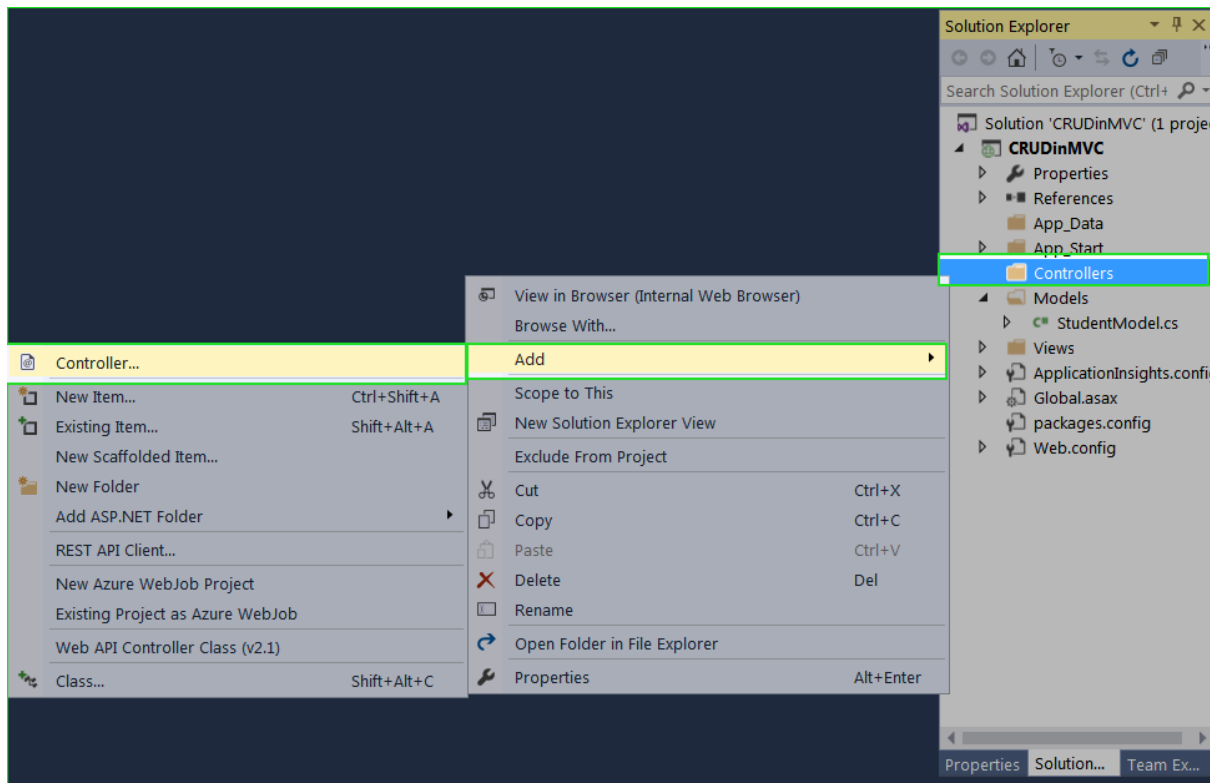 Solution Explorer
Search Solution Explorer (Ctrl+
Solution 'CRUDinMVC' (1 proje
CRUDinMVC
Properties
References
App_Data
App_Start
Controllers
Models
C# StudentModel.cs
Views
ApplicationInsights.confi
Global.asax
packages.config
Web.config
View in Browser (Internal Web Browser)
Browse With...
Add
Scope to This
New Solution Explorer View
Exclude From Project
Cut Ctrl+X
Copy Ctrl+C
Paste Ctrl+V
Delete Del
Rename
Open Folder in File Explorer
Properties Alt+Enter
Controller...
New Item... Ctrl+Shift+A
Existing Item... Shift+Alt+A
New Scaffolded Item...
New Folder
Add ASP.NET Folder
REST API Client...
New Azure WebJob Project
Existing Project as Azure WebJob
Web API Controller Class (v2.1)
Class... Shift+Alt+C
Properties Solution... Team Ex...